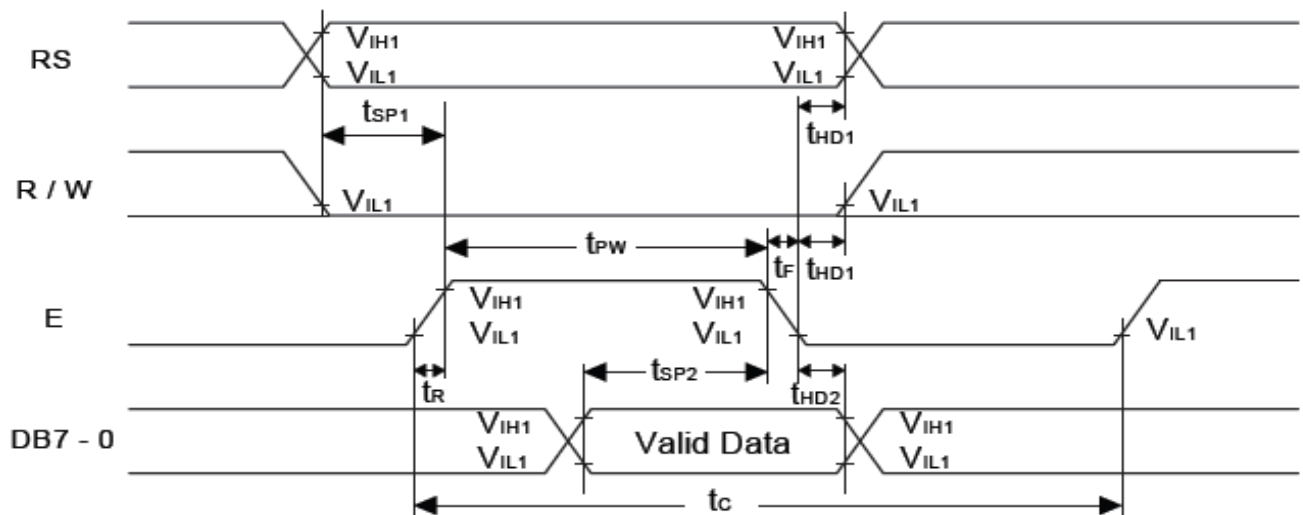 RS
VIH1 VIH1
VIL1 VIL1
tSP1
tHD1
R / W
VIL1 VIL1
tPW
tF
tHD1
E
VIH1 VIH1
VIL1 VIL1
VIL1
tR
tSP2
tHD2
DB7 - 0
VIH1 VIH1
Valid Data
VIL1 VIL1
tC